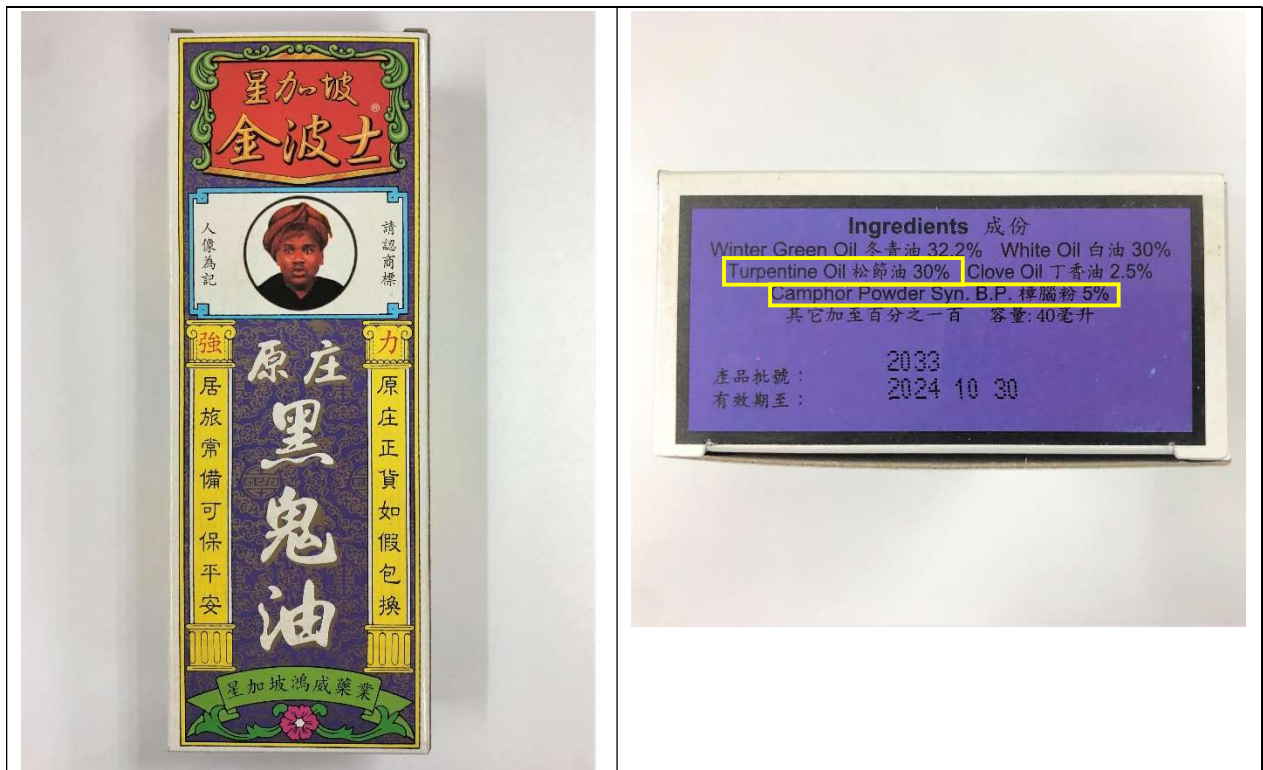 星加坡
金波士®
請認商標
人像為記
強力
原庄
黑鬼油
原庄正貨如假包換
居旅常備可保平安
星加坡鴻威藥業
Ingredients 成份
Winter Green Oil 冬青油 32.2% White Oil 白油 30%
Turpentine Oil 松節油 30% Clove Oil 丁香油 2.5%
Camphor Powder Syn. B.P. 樟腦粉 5%
其它加至百分之一百 容量:40毫升
產品批號: 2033
有效期至: 2024 10 30